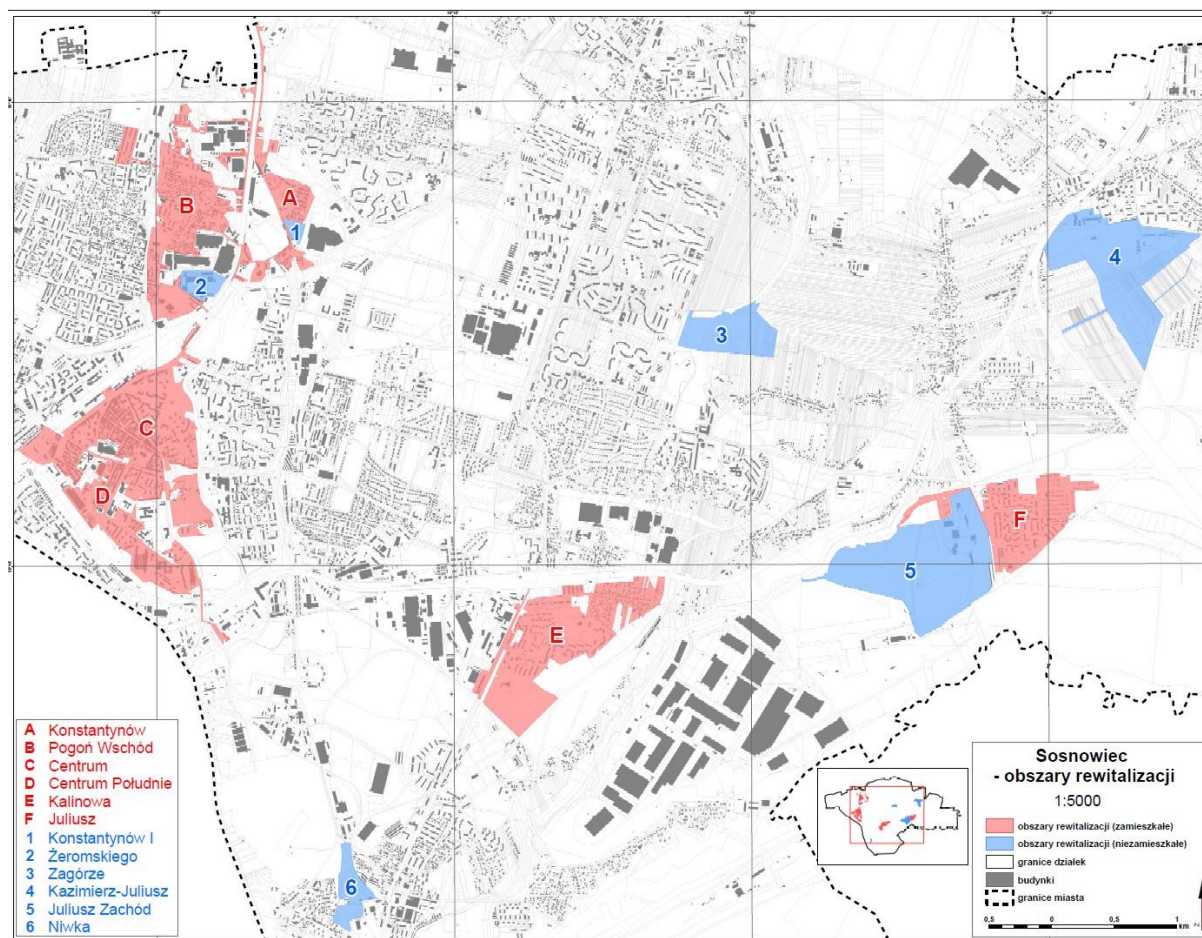 A
B
1
2
4
3
C
D
F
5
E
6
A Konstantynów
B Pogoń Wschód
C Centrum
D Centrum Południe
E Kalinowa
F Juliusz
1 Konstantynów I
2 Żeromskiego
3 Zagórze
4 Kazimierz-Juliusz
5 Juliusz Zachód
6 Niwka
Sosnowiec
- obszary rewitalizacji
1:5000
obszary rewitalizacji (zamieszkałe)
obszary rewitalizacji (niezamieszkałe)
granice działek
budynki
granice miasta
0,5 0 0,5 1
km